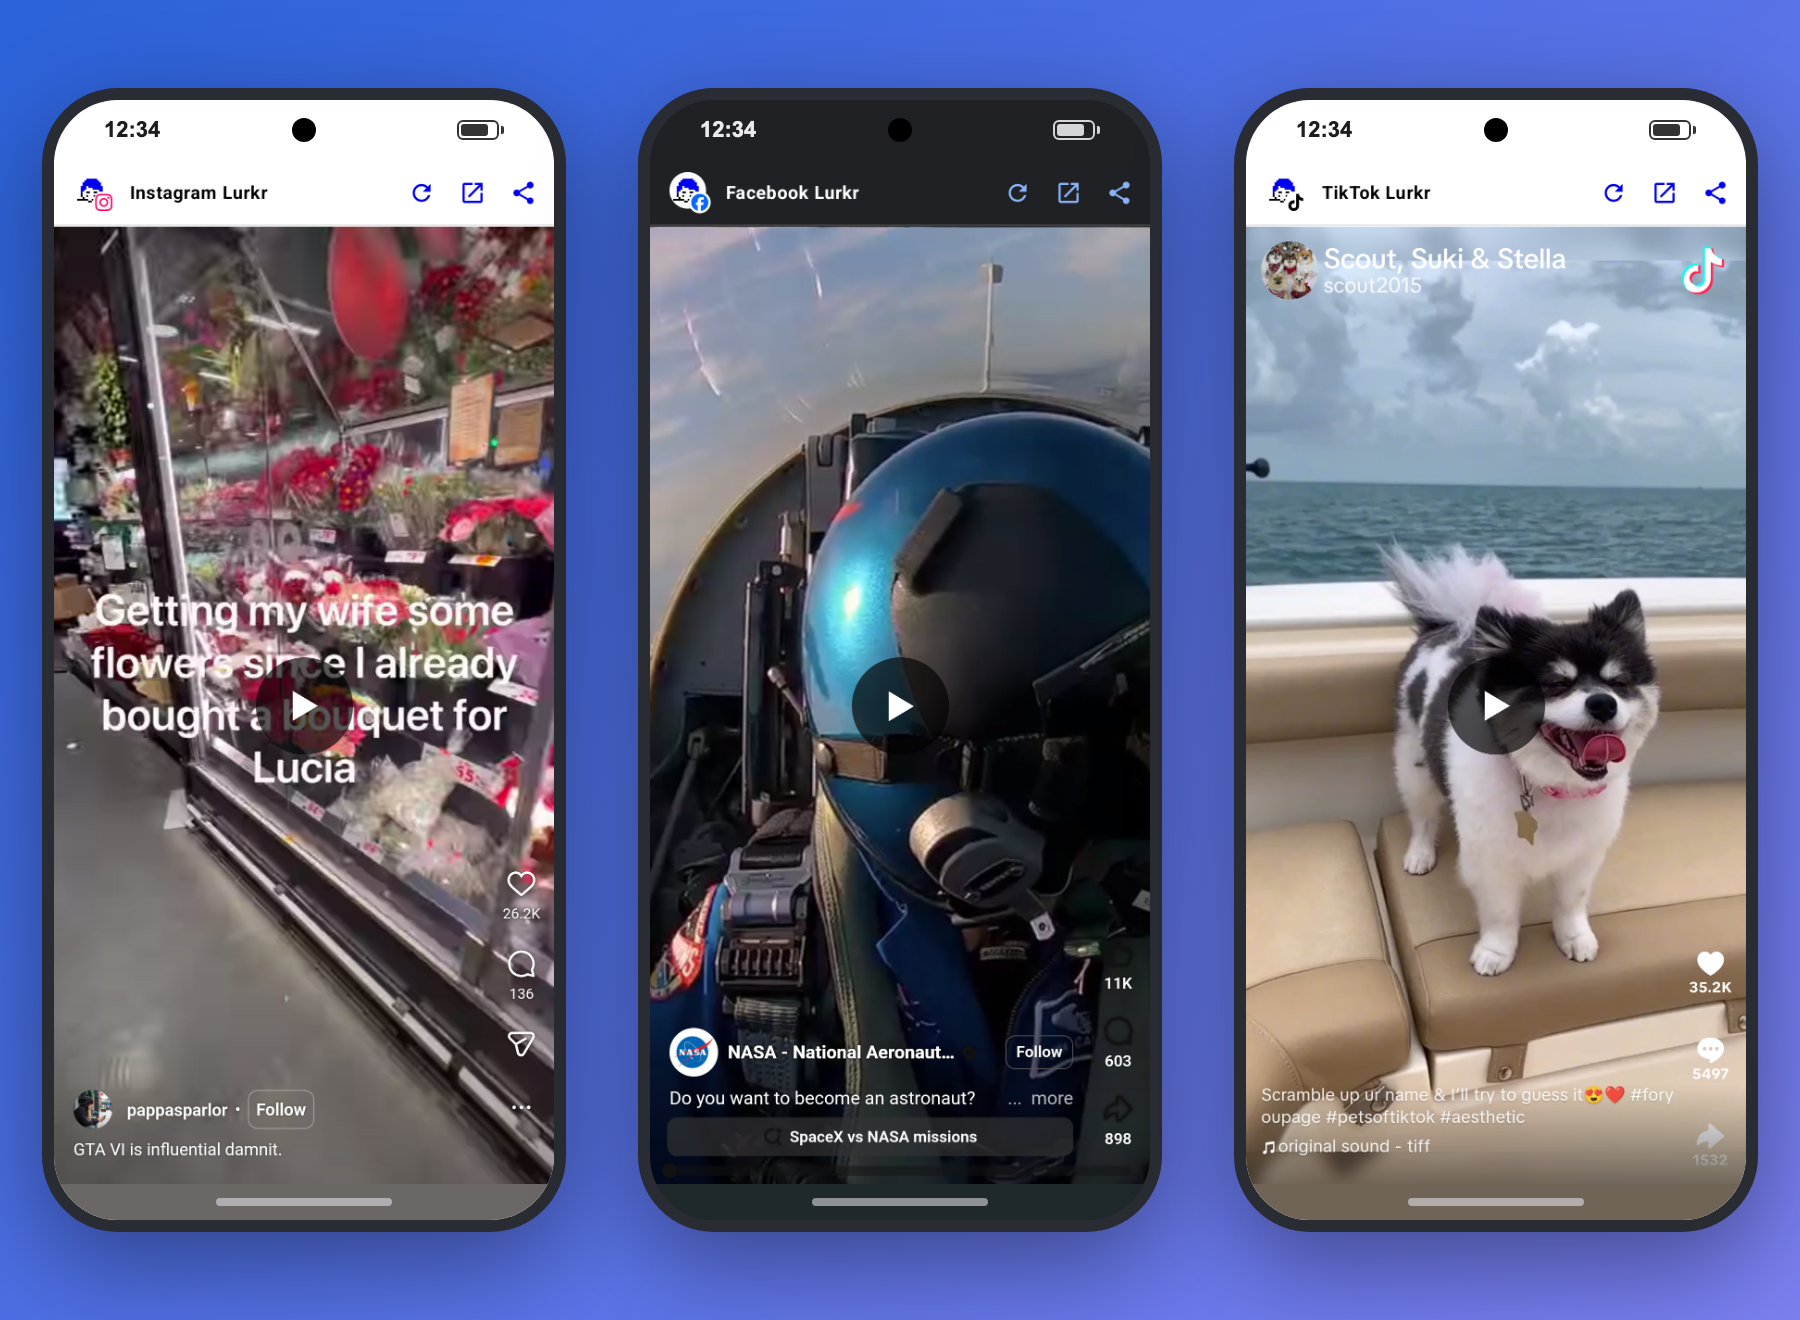 12:34
Instagram Lurkr
Getting my wife some
flowers since I already
bought a bouquet for
Lucia
26.2K
136
pappasparlor • Follow
GTA VI is influential damnit.
12:34
Facebook Lurkr
11K
NASA
NASA - National Aeronaut...
Follow
603
Do you want to become an astronaut? ... more
SpaceX vs NASA missions
898
12:34
TikTok Lurkr
Scout, Suki & Stella
scout2015
35.2K
5497
Scramble up ur name & I'll try to guess it😍❤️ #fory
oupage #petsoftiktok #aesthetic
original sound - tiff
1532